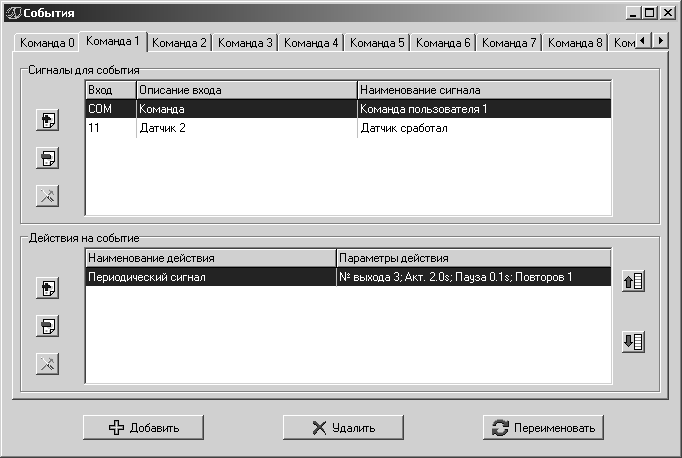 События
Команда 0 Команда 1 Команда 2 Команда 3 Команда 4 Команда 5 Команда 6 Команда 7 Команда 8 Ком
Сигналы для события
Вход Описание входа Наименование сигнала
COM Команда Команда пользователя 1
11 Датчик 2 Датчик сработал
Действия на событие
Наименование действия Параметры действия
Периодический сигнал № выхода 3; Акт. 2.0s; Пауза 0.1s; Повторов 1
Добавить Удалить Переименовать